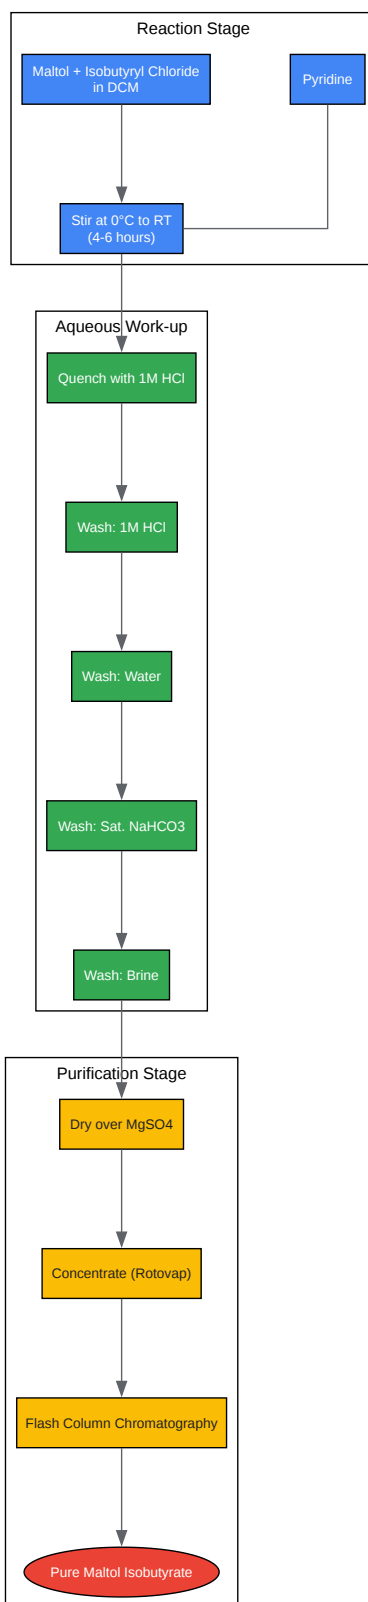 Reaction Stage
Maltol + Isobutyryl Chloride
in DCM
Pyridine
Stir at 0°C to RT
(4-6 hours)
Aqueous Work-up
Quench with 1M HCl
Wash: 1M HCl
Wash: Water
Wash: Sat. NaHCO3
Wash: Brine
Purification Stage
Dry over MgSO4
Concentrate (Rotovap)
Flash Column Chromatography
Pure Maltol Isobutyrate